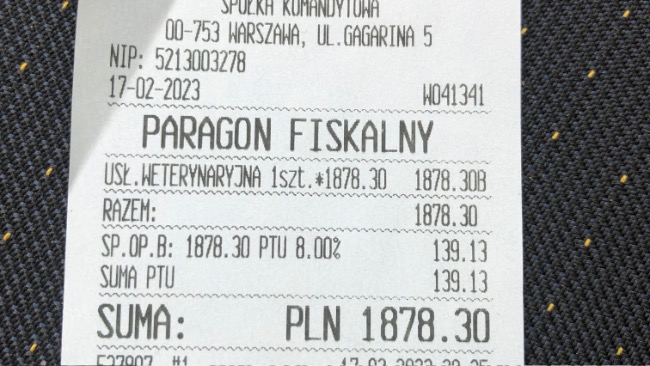 SPÓŁKA KOMANDYTOWA
00-753 WARSZAWA, UL.GAGARINA 5
NIP: 5213003278
17-02-2023 W041341
PARAGON FISKALNY
USŁ.WETERYNARYJNA 1szt.*1878.30 1878.30B
RAZEM: 1878.30
SP.OP.B: 1878.30 PTU 8.00% 139.13
SUMA PTU 139.13
SUMA: PLN 1878.30